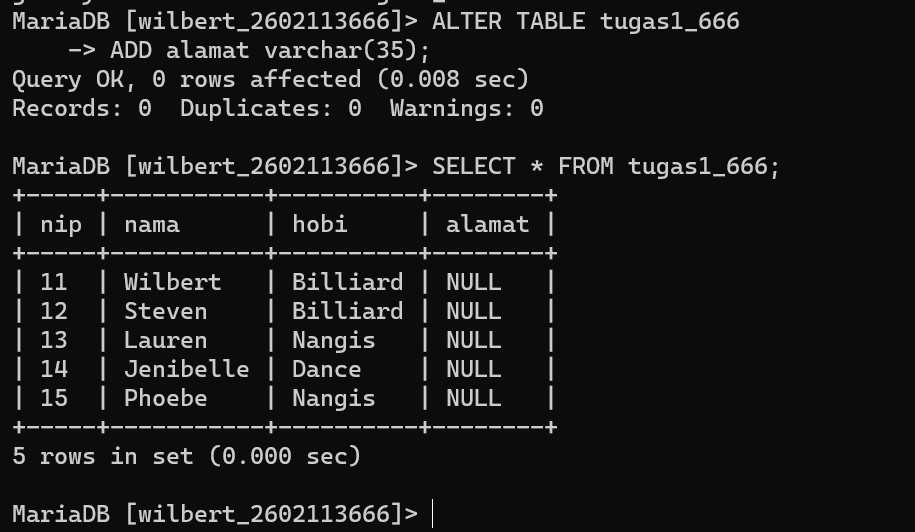 MariaDB [wilbert_2602113666]> ALTER TABLE tugas1_666
    -> ADD alamat varchar(35);
Query OK, 0 rows affected (0.008 sec)
Records: 0  Duplicates: 0  Warnings: 0

MariaDB [wilbert_2602113666]> SELECT * FROM tugas1_666;
+-----+-----------+----------+--------+
| nip | nama      | hobi     | alamat |
+-----+-----------+----------+--------+
| 11  | Wilbert   | Billiard | NULL   |
| 12  | Steven    | Billiard | NULL   |
| 13  | Lauren    | Nangis   | NULL   |
| 14  | Jenibelle | Dance    | NULL   |
| 15  | Phoebe    | Nangis   | NULL   |
+-----+-----------+----------+--------+
5 rows in set (0.000 sec)

MariaDB [wilbert_2602113666]>